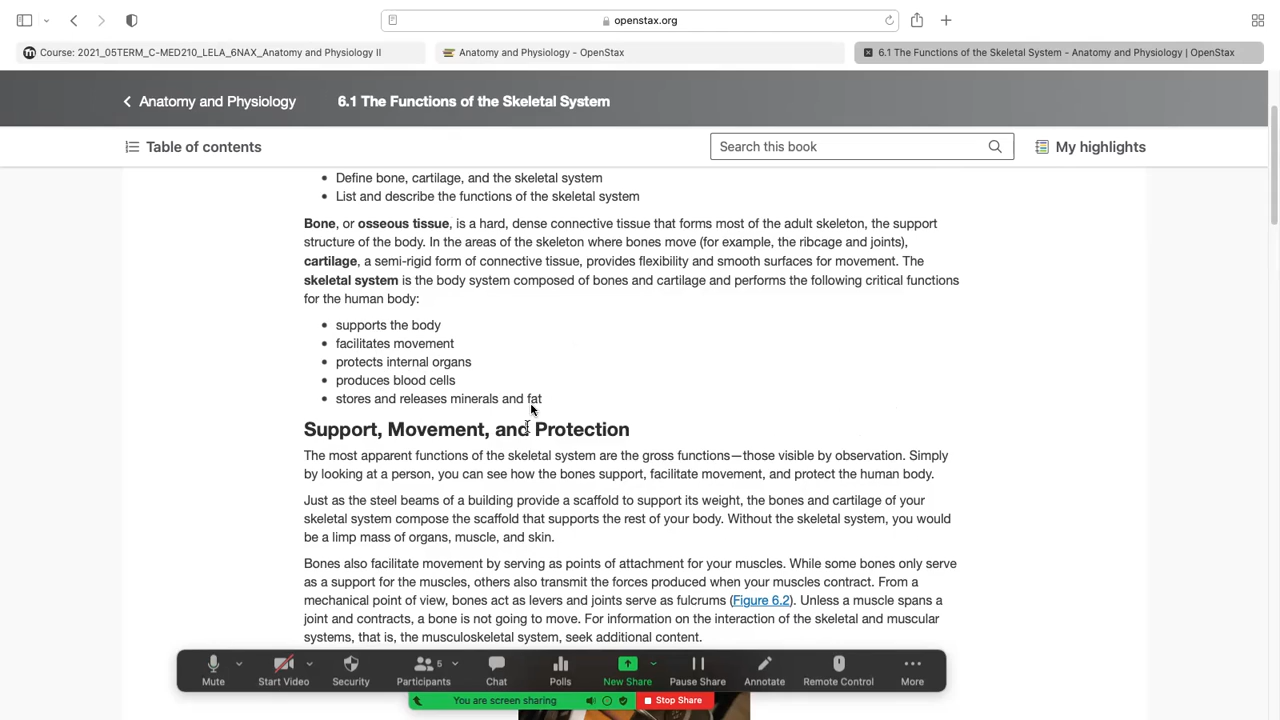 openstax.org
Course: 2021_05TERM_C-MED210_LELA_6NAX_Anatomy and Physiology II
Anatomy and Physiology - OpenStax
6.1 The Functions of the Skeletal System - Anatomy and Physiology | OpenStax
Anatomy and Physiology
6.1 The Functions of the Skeletal System
Table of contents
Search this book
My highlights
• Define bone, cartilage, and the skeletal system
• List and describe the functions of the skeletal system
Bone, or osseous tissue, is a hard, dense connective tissue that forms most of the adult skeleton, the support
structure of the body. In the areas of the skeleton where bones move (for example, the ribcage and joints),
cartilage, a semi-rigid form of connective tissue, provides flexibility and smooth surfaces for movement. The
skeletal system is the body system composed of bones and cartilage and performs the following critical functions
for the human body:
• supports the body
• facilitates movement
• protects internal organs
• produces blood cells
• stores and releases minerals and fat
Support, Movement, and Protection
The most apparent functions of the skeletal system are the gross functions—those visible by observation. Simply
by looking at a person, you can see how the bones support, facilitate movement, and protect the human body.
Just as the steel beams of a building provide a scaffold to support its weight, the bones and cartilage of your
skeletal system compose the scaffold that supports the rest of your body. Without the skeletal system, you would
be a limp mass of organs, muscle, and skin.
Bones also facilitate movement by serving as points of attachment for your muscles. While some bones only serve
as a support for the muscles, others also transmit the forces produced when your muscles contract. From a
mechanical point of view, bones act as levers and joints serve as fulcrums (Figure 6.2). Unless a muscle spans a
joint and contracts, a bone is not going to move. For information on the interaction of the skeletal and muscular
systems, that is, the musculoskeletal system, seek additional content.
6
Mute
Start Video
Security
Participants
Chat
Polls
New Share
Pause Share
Annotate
Remote Control
More
You are screen sharing
Stop Share